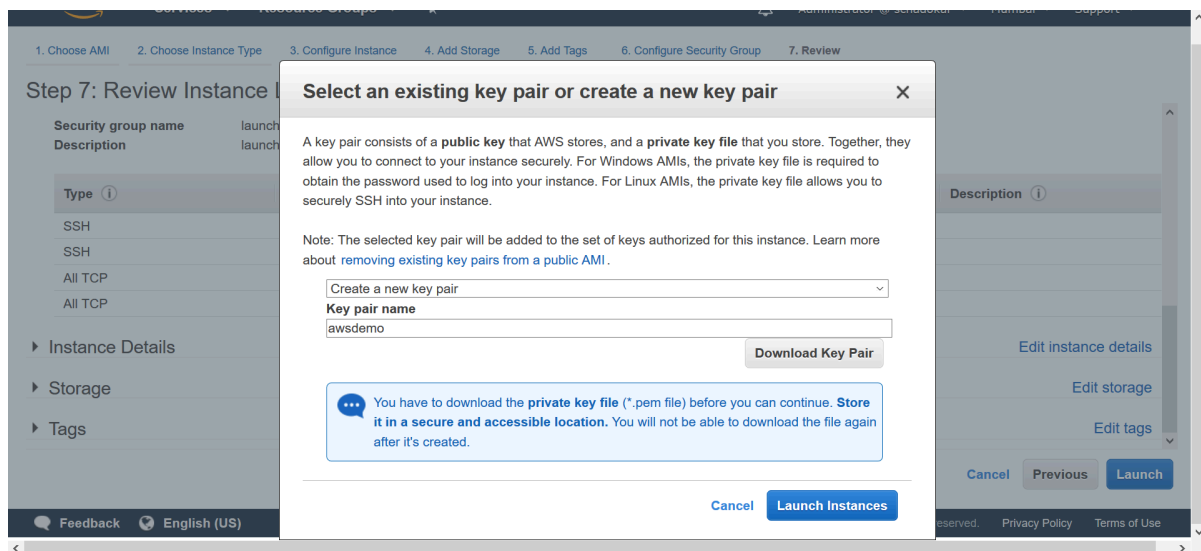 1. Choose AMI 2. Choose Instance Type 3. Configure Instance 4. Add Storage 5. Add Tags 6. Configure Security Group 7. Review
Step 7: Review Instance
Security group name launch
Description launch
Type
SSH
SSH
All TCP
All TCP
Description
Instance Details Edit instance details
Storage Edit storage
Tags Edit tags
Cancel Previous Launch
Select an existing key pair or create a new key pair
A key pair consists of a public key that AWS stores, and a private key file that you store. Together, they
allow you to connect to your instance securely. For Windows AMIs, the private key file is required to
obtain the password used to log into your instance. For Linux AMIs, the private key file allows you to
securely SSH into your instance.
Note: The selected key pair will be added to the set of keys authorized for this instance. Learn more
about removing existing key pairs from a public AMI.
Create a new key pair
Key pair name
awsdemo
Download Key Pair
You have to download the private key file (*.pem file) before you can continue. Store
it in a secure and accessible location. You will not be able to download the file again
after it's created.
Cancel Launch Instances
Feedback English (US) reserved. Privacy Policy Terms of Use